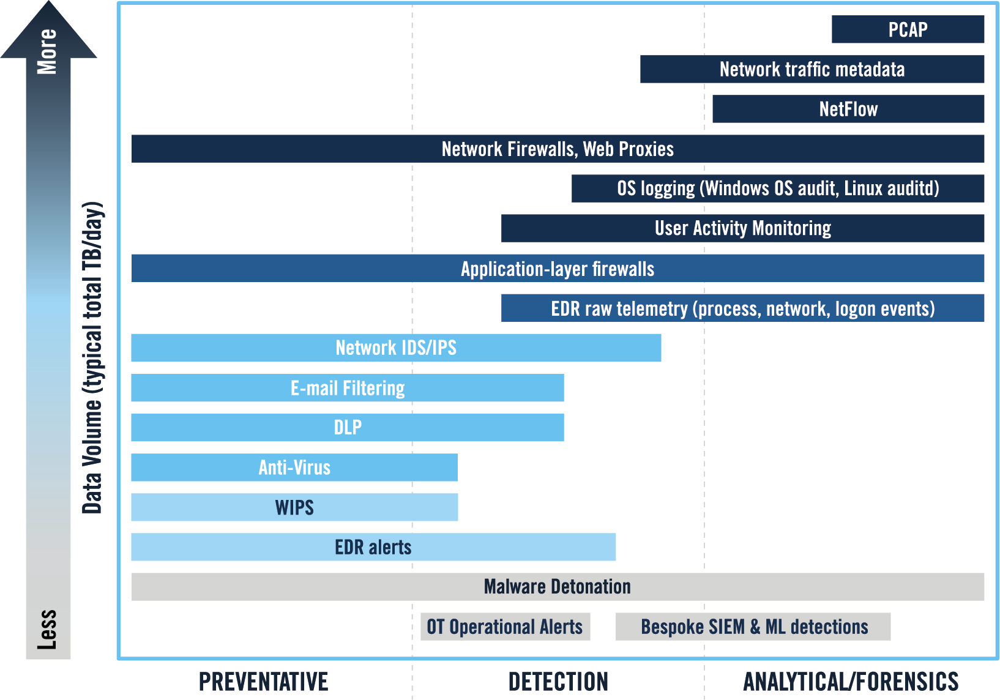 More
Data Volume (typical total TB/day)
Less
PCAP
Network traffic metadata
NetFlow
Network Firewalls, Web Proxies
OS logging (Windows OS audit, Linux auditd)
User Activity Monitoring
Application-layer firewalls
EDR raw telemetry (process, network, logon events)
Network IDS/IPS
E-mail Filtering
DLP
Anti-Virus
WIPS
EDR alerts
Malware Detonation
OT Operational Alerts
Bespoke SIEM & ML detections
PREVENTATIVE
DETECTION
ANALYTICAL/FORENSICS